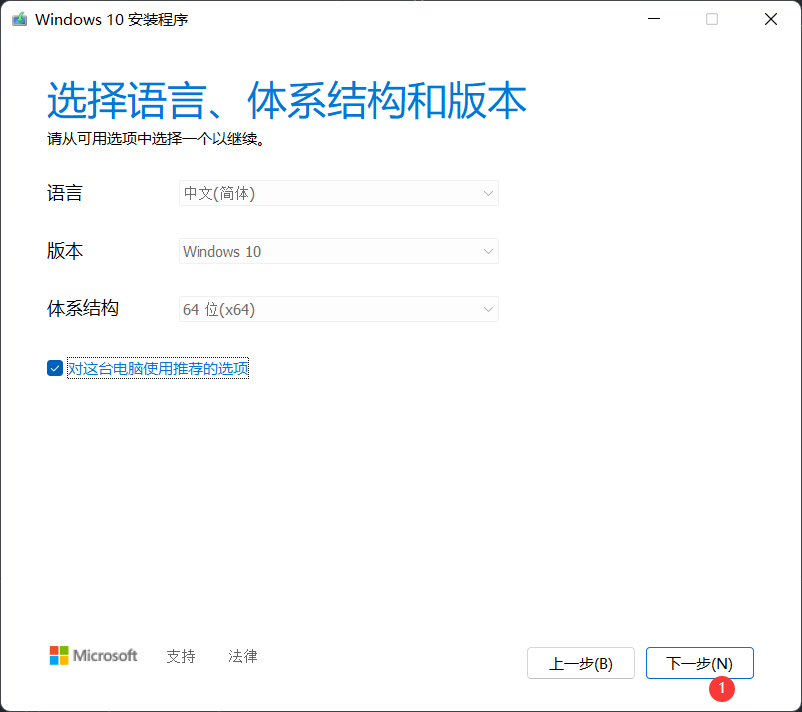 Windows 10 安装程序
选择语言、体系结构和版本
请从可用选项中选择一个以继续。
语言
中文(简体)
版本
Windows 10
体系结构
64 位(x64)
对这台电脑使用推荐的选项
Microsoft
支持
法律
上一步(B)
下一步(N)
1